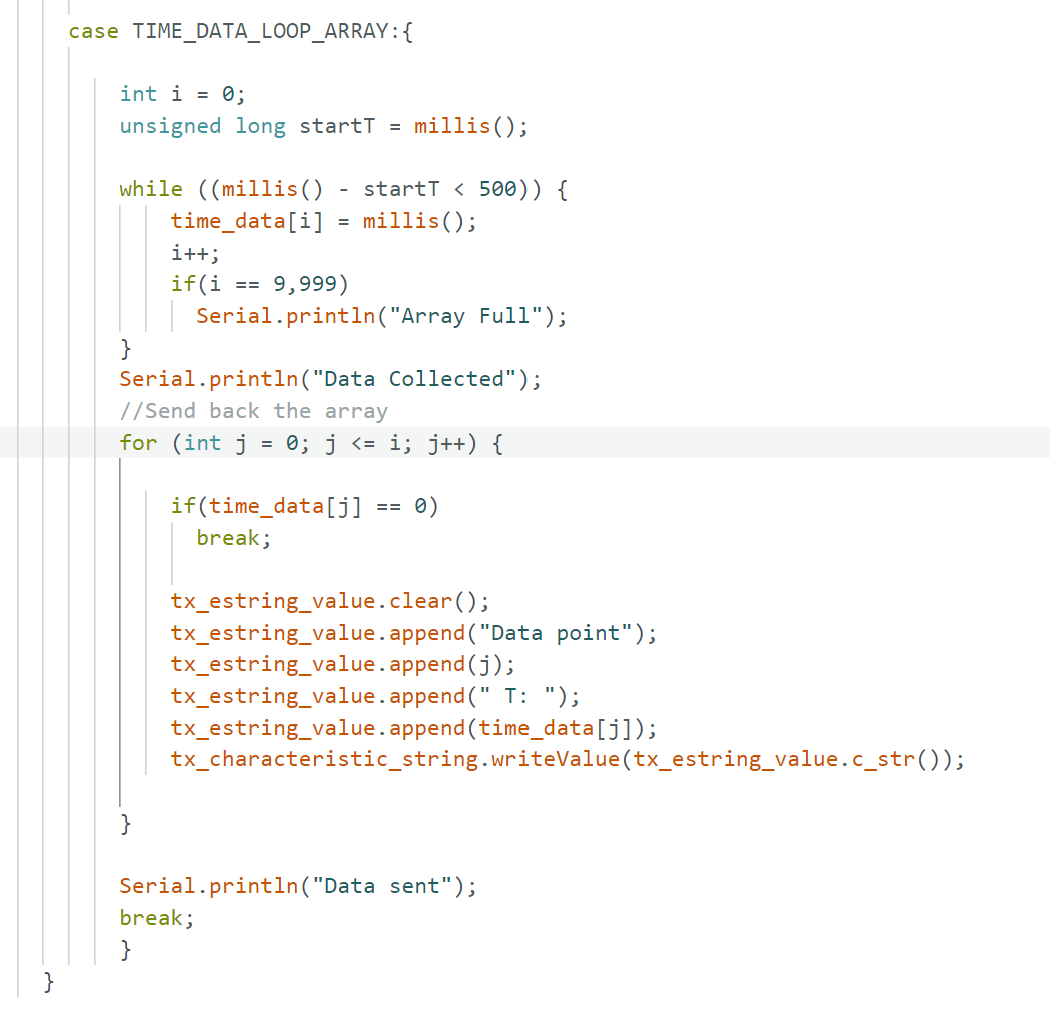 case TIME_DATA_LOOP_ARRAY:{
int i = 0;
unsigned long startT = millis();
while ((millis() - startT < 500)) {
time_data[i] = millis();
i++;
if(i == 9,999)
Serial.println("Array Full");
}
Serial.println("Data Collected");
//Send back the array
for (int j = 0; j <= i; j++) {
if(time_data[j] == 0)
break;
tx_estring_value.clear();
tx_estring_value.append("Data point");
tx_estring_value.append(j);
tx_estring_value.append(" T: ");
tx_estring_value.append(time_data[j]);
tx_characteristic_string.writeValue(tx_estring_value.c_str());
}
Serial.println("Data sent");
break;
}
}